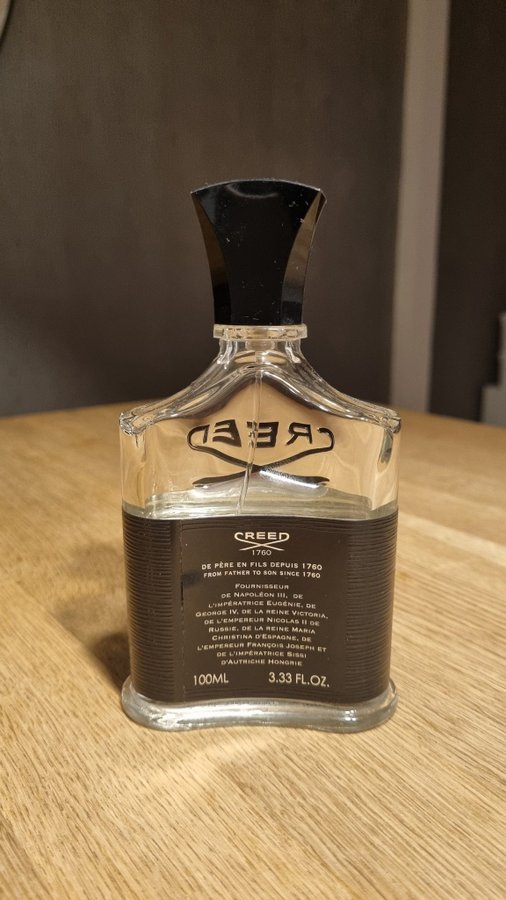 CREED
CREED
1760
DE PÈRE EN FILS DEPUIS 1760
FROM FATHER TO SON SINCE 1760
FOURNISSEUR
DE NAPOLÉON III, DE
L'IMPÉRATRICE EUGÉNIE, DE
GEORGE IV, DE LA REINE VICTORIA,
DE L'EMPEREUR NICOLAS II DE
RUSSIE, DE LA REINE MARIA
CHRISTINA D'ESPAGNE, DE
L'EMPEREUR FRANÇOIS JOSEPH ET
DE L'IMPÉRATRICE SISSI
D'AUTRICHE HONGRIE
100ML 3.33 FL.OZ.